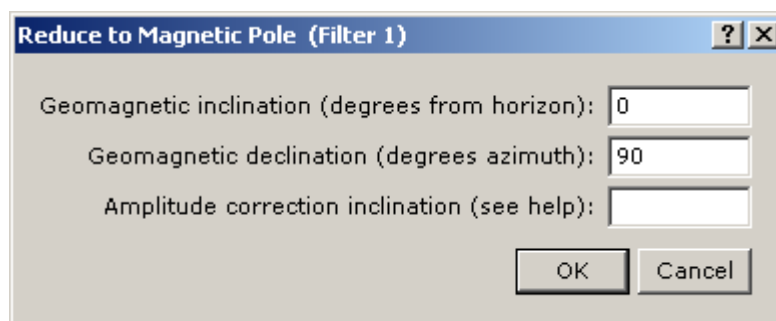 Reduce to Magnetic Pole (Filter 1) ? X
Geomagnetic inclination (degrees from horizon): 0
Geomagnetic declination (degrees azimuth): 90
Amplitude correction inclination (see help):
OK Cancel